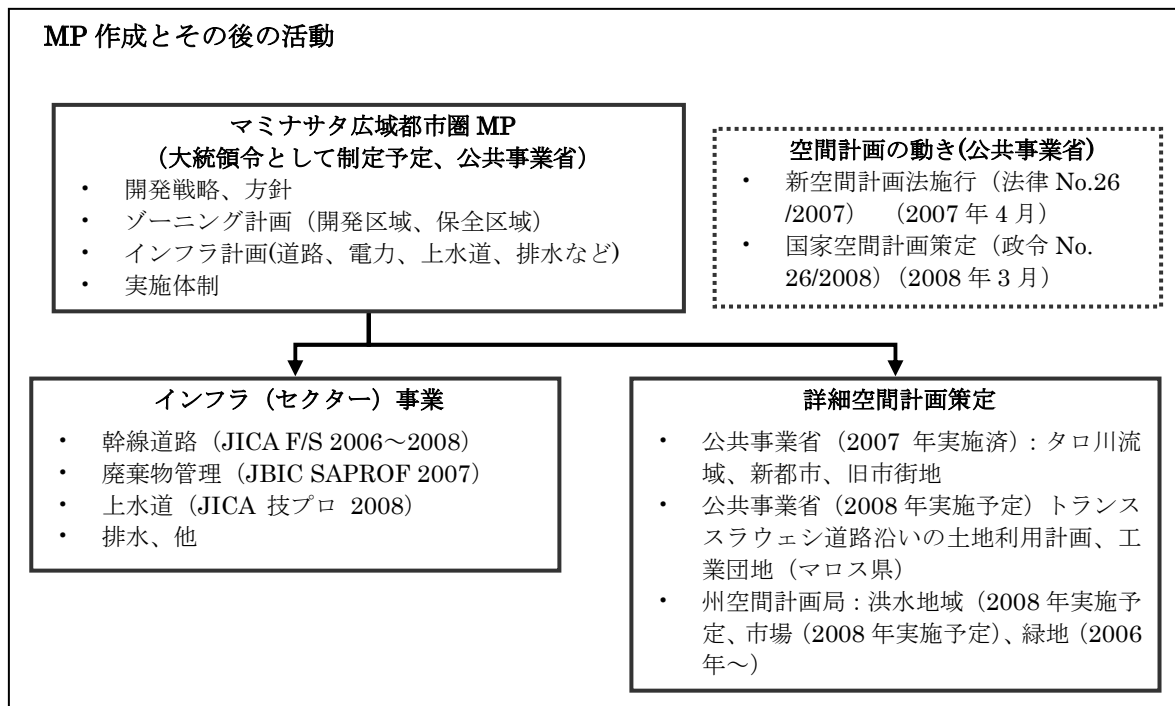 MP 作成とその後の活動
マミナサタ広域都市圏 MP
（大統領令として制定予定、公共事業省）
・ 開発戦略、方針
・ ゾーニング計画（開発区域、保全区域）
・ インフラ計画(道路、電力、上水道、排水など)
・ 実施体制
空間計画の動き(公共事業省)
・ 新空間計画法施行（法律 No.26
/2007）　（2007 年 4 月）
・ 国家空間計画策定（政令 No.
26/2008）（2008 年 3 月）
インフラ（セクター）事業
・ 幹線道路（JICA F/S 2006～2008）
・ 廃棄物管理（JBIC SAPROF 2007）
・ 上水道（JICA 技プロ 2008）
・ 排水、他
詳細空間計画策定
・ 公共事業省（2007 年実施済）: タロ川流
域、新都市、旧市街地
・ 公共事業省（2008 年実施予定）トランス
スラウェシ道路沿いの土地利用計画、工
業団地（マロス県）
・ 州空間計画局 : 洪水地域（2008 年実施予
定、市場（2008 年実施予定)、緑地（2006
年～）